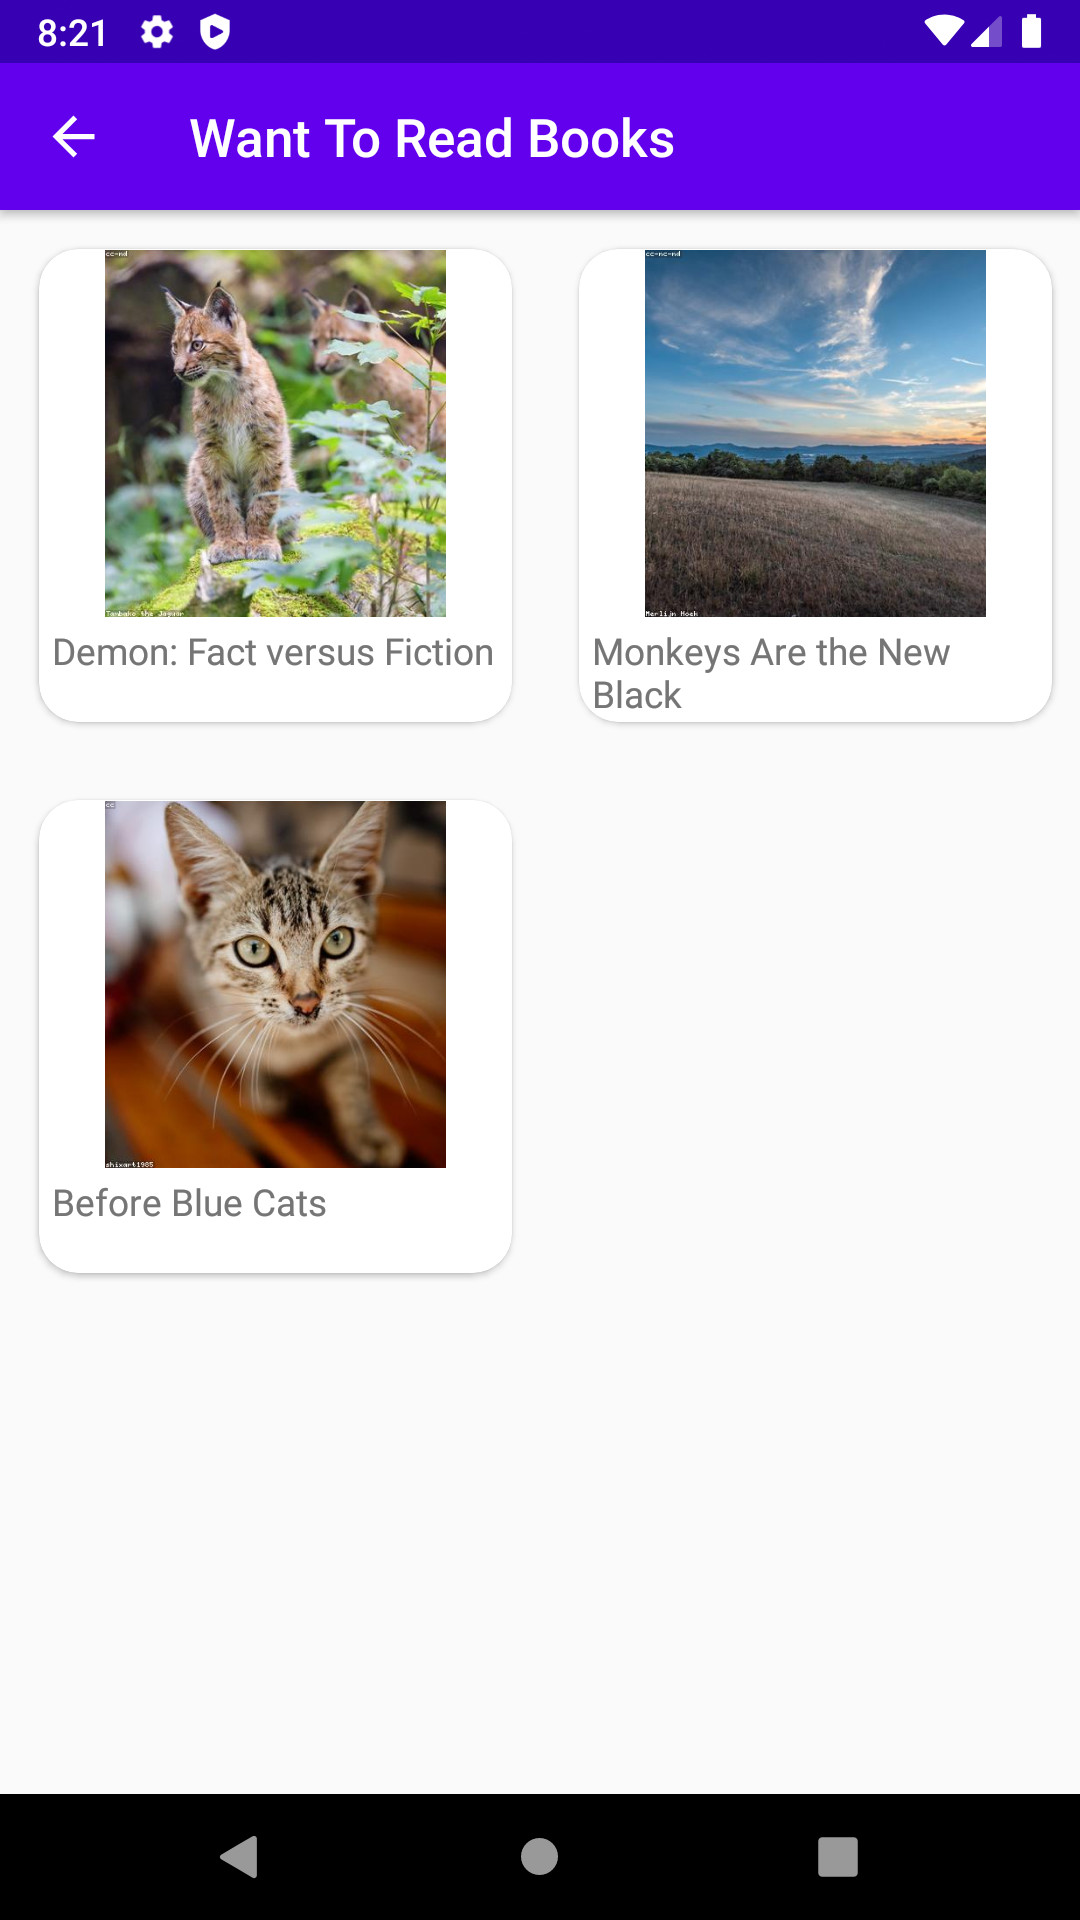 8:21
Want To Read Books
cc-nd
Tambako the Jaguar
Demon: Fact versus Fiction
cc-nc-nd
Merlijn Hoek
Monkeys Are the New
Black
cc
shixart1985
Before Blue Cats